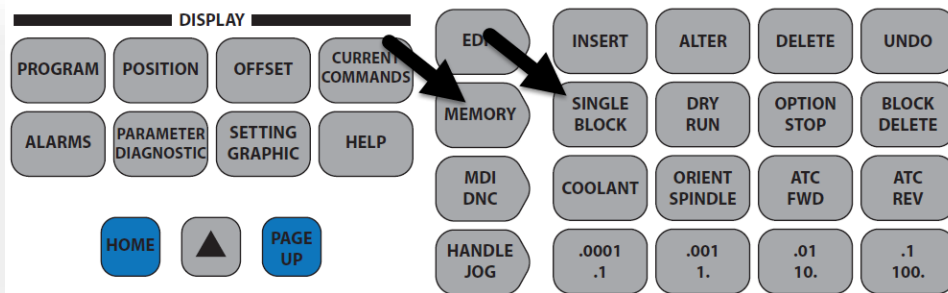 DISPLAY
PROGRAM
POSITION
OFFSET
CURRENT
COMMANDS
ALARMS
PARAMETER
DIAGNOSTIC
SETTING
GRAPHIC
HELP
HOME
PAGE
UP
INSERT
ALTER
DELETE
UNDO
MEMORY
SINGLE
BLOCK
DRY
RUN
OPTION
STOP
BLOCK
DELETE
MDI
DNC
COOLANT
ORIENT
SPINDLE
ATC
FWD
ATC
REV
HANDLE
JOG
.0001
.1
.001
1.
.01
10.
.1
100.